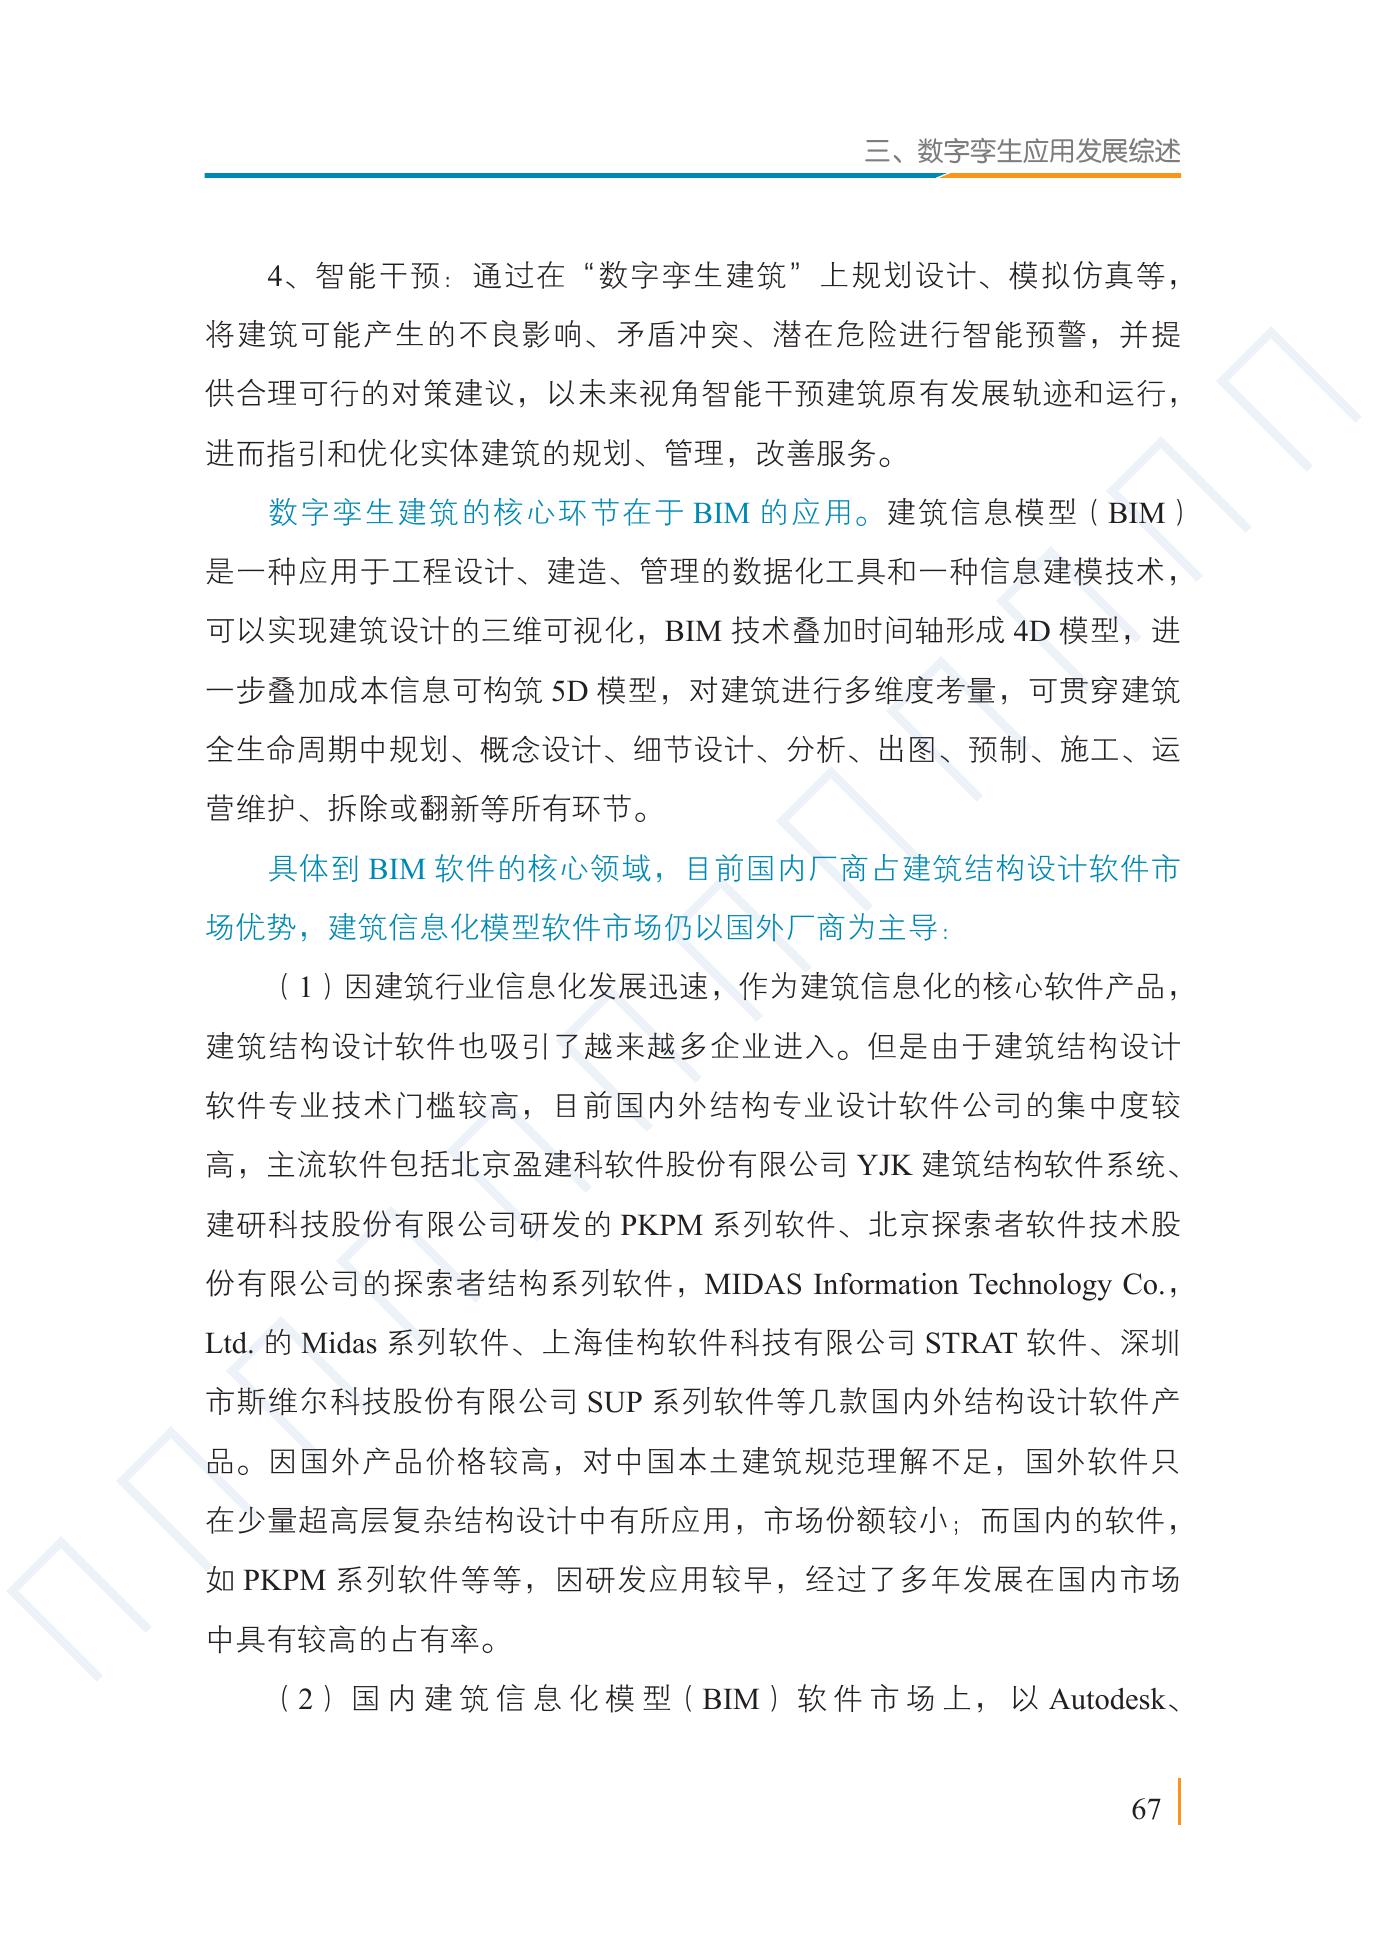 三、数字孪生应用发展综述
4、智能干预：通过在“数字孪生建筑”上规划设计、模拟仿真等，
将建筑可能产生的不良影响、矛盾冲突、潜在危险进行智能预警，并提
供合理可行的对策建议，以未来视角智能干预建筑原有发展轨迹和运行，
进而指引和优化实体建筑的规划、管理，改善服务。
数字孪生建筑的核心环节在于 BIM 的应用。建筑信息模型（BIM）
是一种应用于工程设计、建造、管理的数据化工具和一种信息建模技术，
可以实现建筑设计的三维可视化，BIM 技术叠加时间轴形成 4D 模型，进
一步叠加成本信息可构筑 5D 模型，对建筑进行多维度考量，可贯穿建筑
全生命周期中规划、概念设计、细节设计、分析、出图、预制、施工、运
营维护、拆除或翻新等所有环节。
具体到 BIM 软件的核心领域，目前国内厂商占建筑结构设计软件市
场优势，建筑信息化模型软件市场仍以国外厂商为主导：
（1）因建筑行业信息化发展迅速，作为建筑信息化的核心软件产品，
建筑结构设计软件也吸引了越来越多企业进入。但是由于建筑结构设计
软件专业技术门槛较高，目前国内外结构专业设计软件公司的集中度较
高，主流软件包括北京盈建科软件股份有限公司 YJK 建筑结构软件系统、
建研科技股份有限公司研发的 PKPM 系列软件、北京探索者软件技术股
份有限公司的探索者结构系列软件，MIDAS Information Technology Co.,
Ltd. 的 Midas 系列软件、上海佳构软件科技有限公司 STRAT 软件、深圳
市斯维尔科技股份有限公司 SUP 系列软件等几款国内外结构设计软件产
品。因国外产品价格较高，对中国本土建筑规范理解不足，国外软件只
在少量超高层复杂结构设计中有所应用，市场份额较小；而国内的软件，
如 PKPM 系列软件等等，因研发应用较早，经过了多年发展在国内市场
中具有较高的占有率。
（2）国内建筑信息化模型（BIM）软件市场上，以 Autodesk、
67